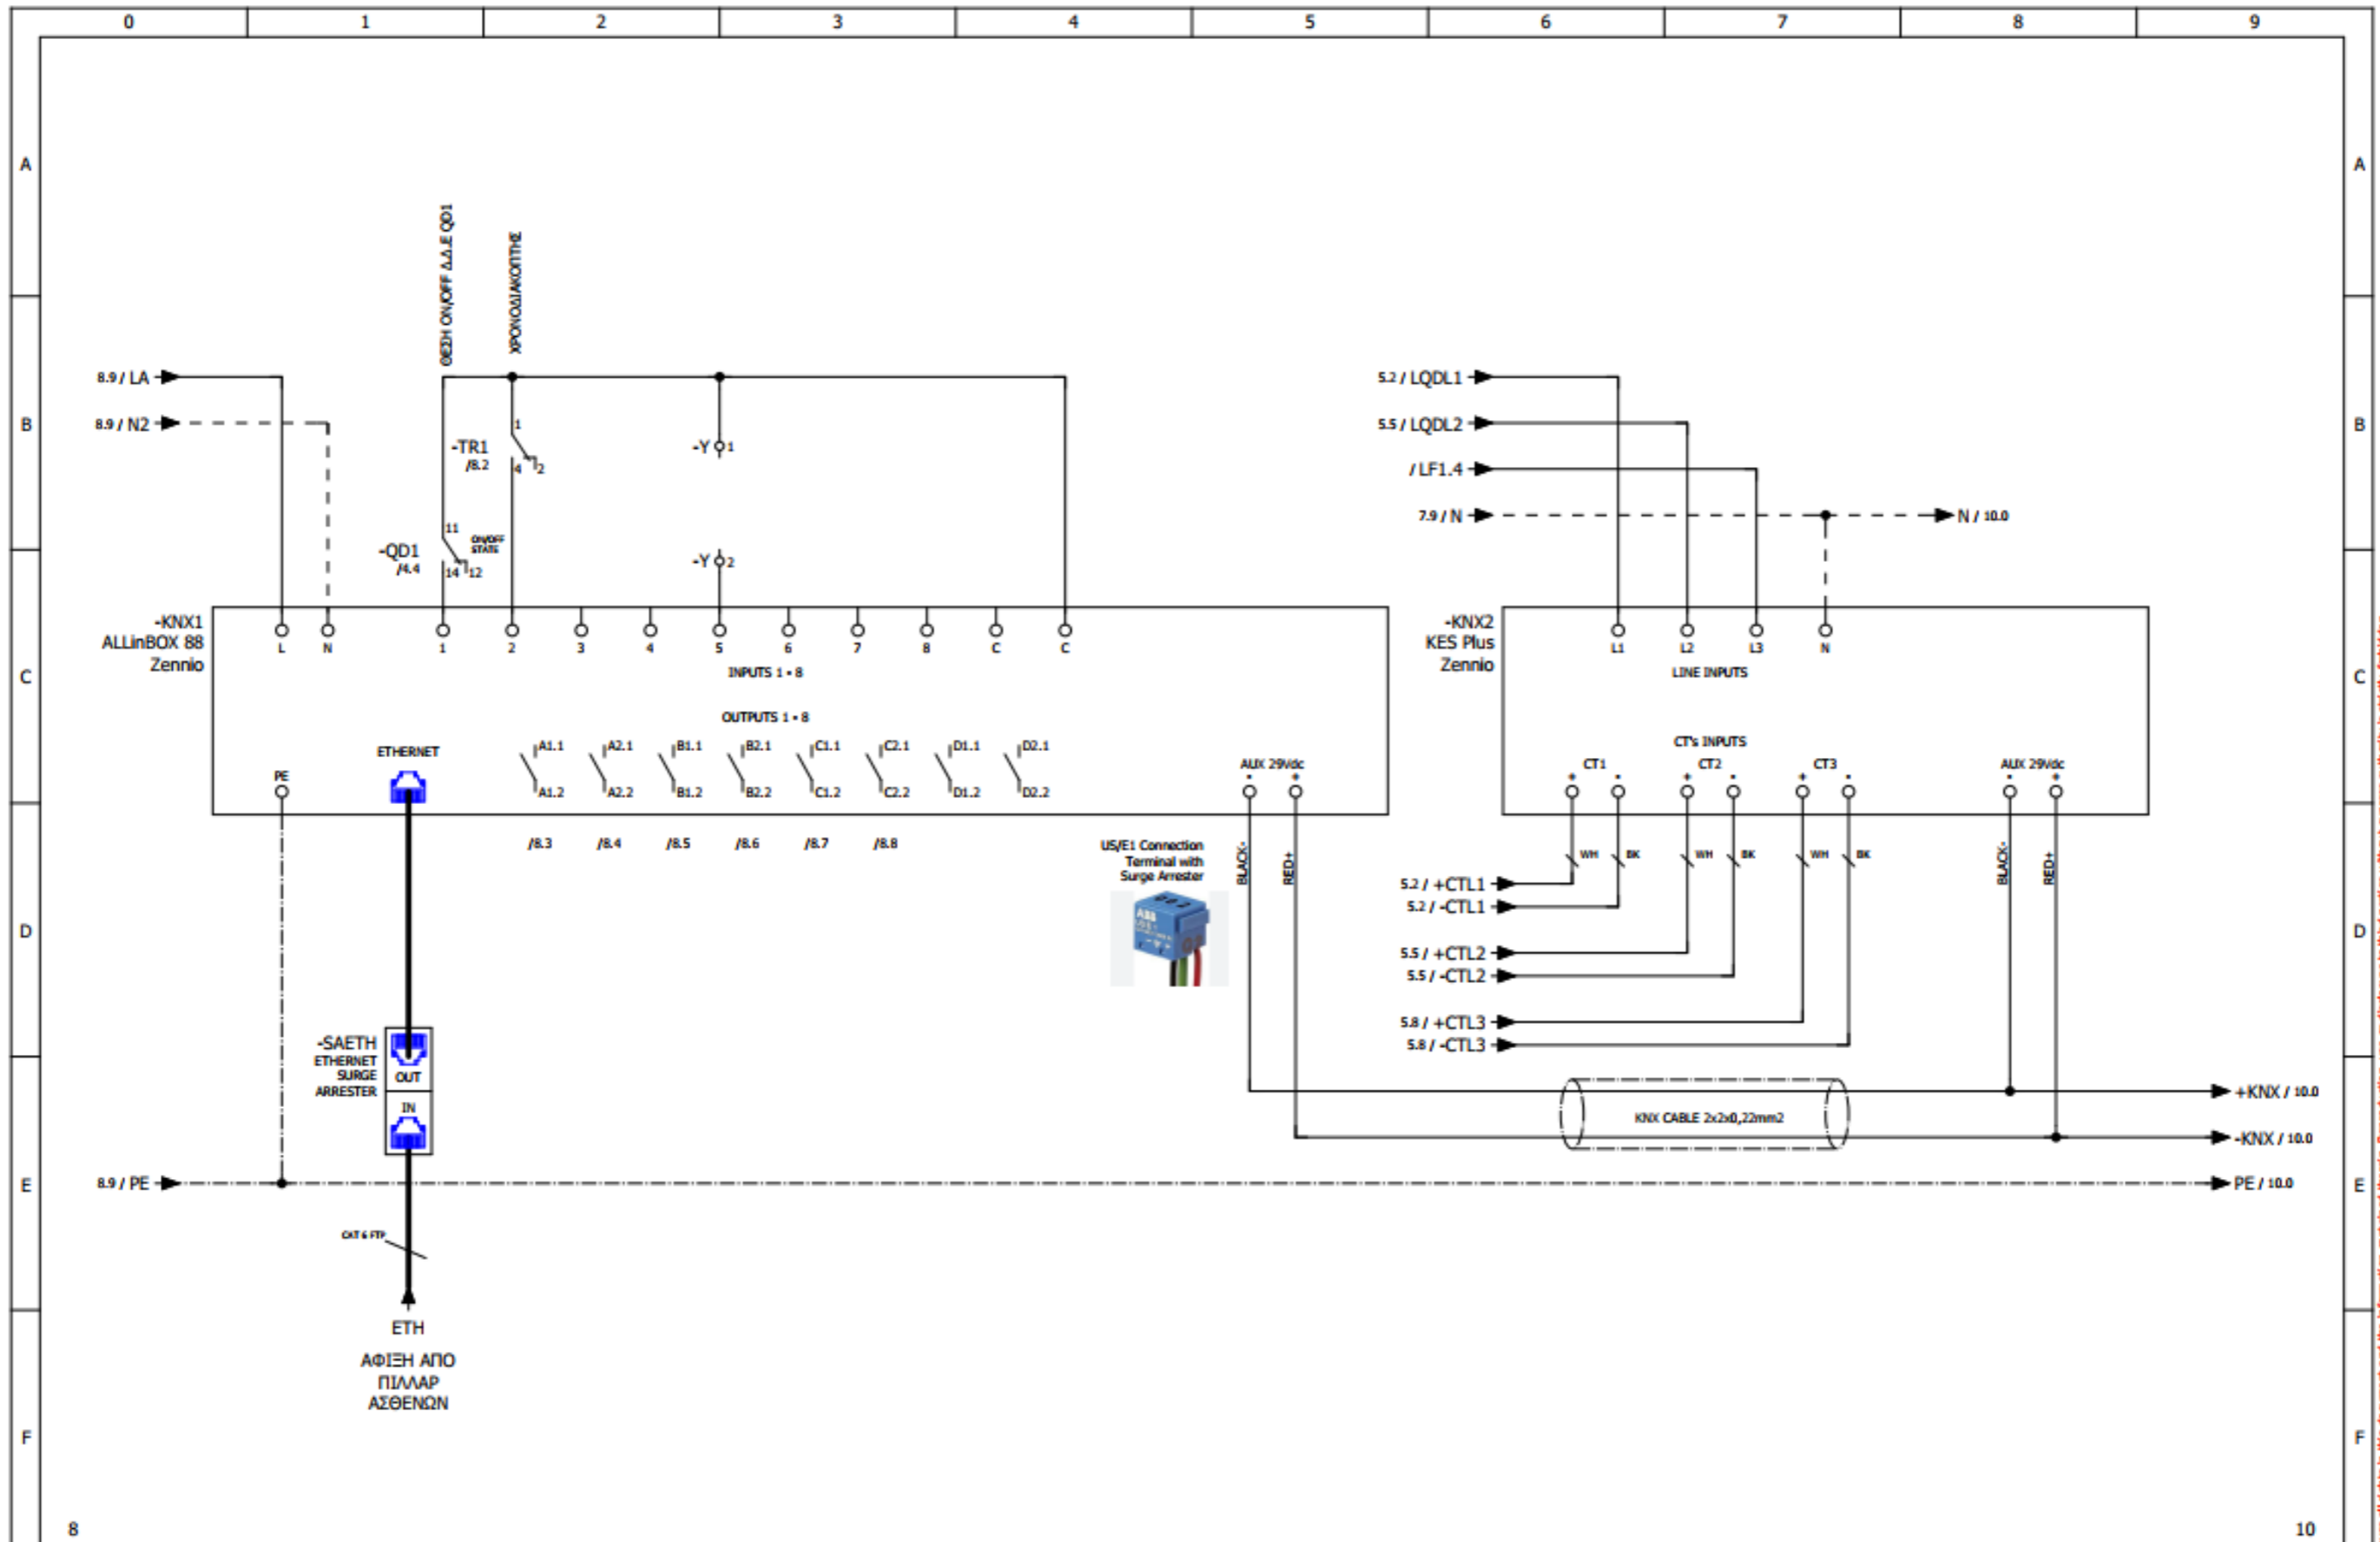 0 1 2 3 4 5 6 7 8 9
A A
ΘΕΣΗ ON/OFF Δ.Δ.Ε QD1
ΧΡΟΝΟΔΙΑΚΟΠΤΗΣ
8.9 / LA
5.2 / LQDL1
B B
8.9 / N2
5.5 / LQDL2
1
-TR1
/8.2
4 2
-Y 1
/ LF1.4
7.9 / N
N / 10.0
11
ON/OFF
STATE
-QD1
/4.4
14 12
-Y 2
-KNX1
ALLinBOX 88
Zennio
L N 1 2 3 4 5 6 7 8 C C
INPUTS 1 - 8
OUTPUTS 1 - 8
-KNX2
KES Plus
Zennio
L1 L2 L3 N
LINE INPUTS
C C
CT's INPUTS
ETHERNET
PE
A1.1 A2.1 B1.1 B2.1 C1.1 C2.1 D1.1 D2.1
A1.2 A2.2 B1.2 B2.2 C1.2 C2.2 D1.2 D2.2
AUX 29Vdc
- +
CT1 CT2 CT3
+ - + - + -
AUX 29Vdc
- +
/8.3 /8.4 /8.5 /8.6 /8.7 /8.8
US/E1 Connection
Terminal with
Surge Arrester
ABB
BLACK-
RED+
WH BK WH BK WH BK
BLACK-
RED+
5.2 / +CTL1
5.2 / -CTL1
D D
5.5 / +CTL2
5.5 / -CTL2
5.8 / +CTL3
5.8 / -CTL3
-SAETH
ETHERNET
SURGE
ARRESTER
OUT
IN
KNX CABLE 2x2x0,22mm2
+KNX / 10.0
-KNX / 10.0
8.9 / PE
PE / 10.0
E E
CAT 6 FTP
ETH
ΑΦΙΞΗ ΑΠΟ
ΠΙΛΛΑΡ
ΑΣΘΕΝΩΝ
F F
8
10